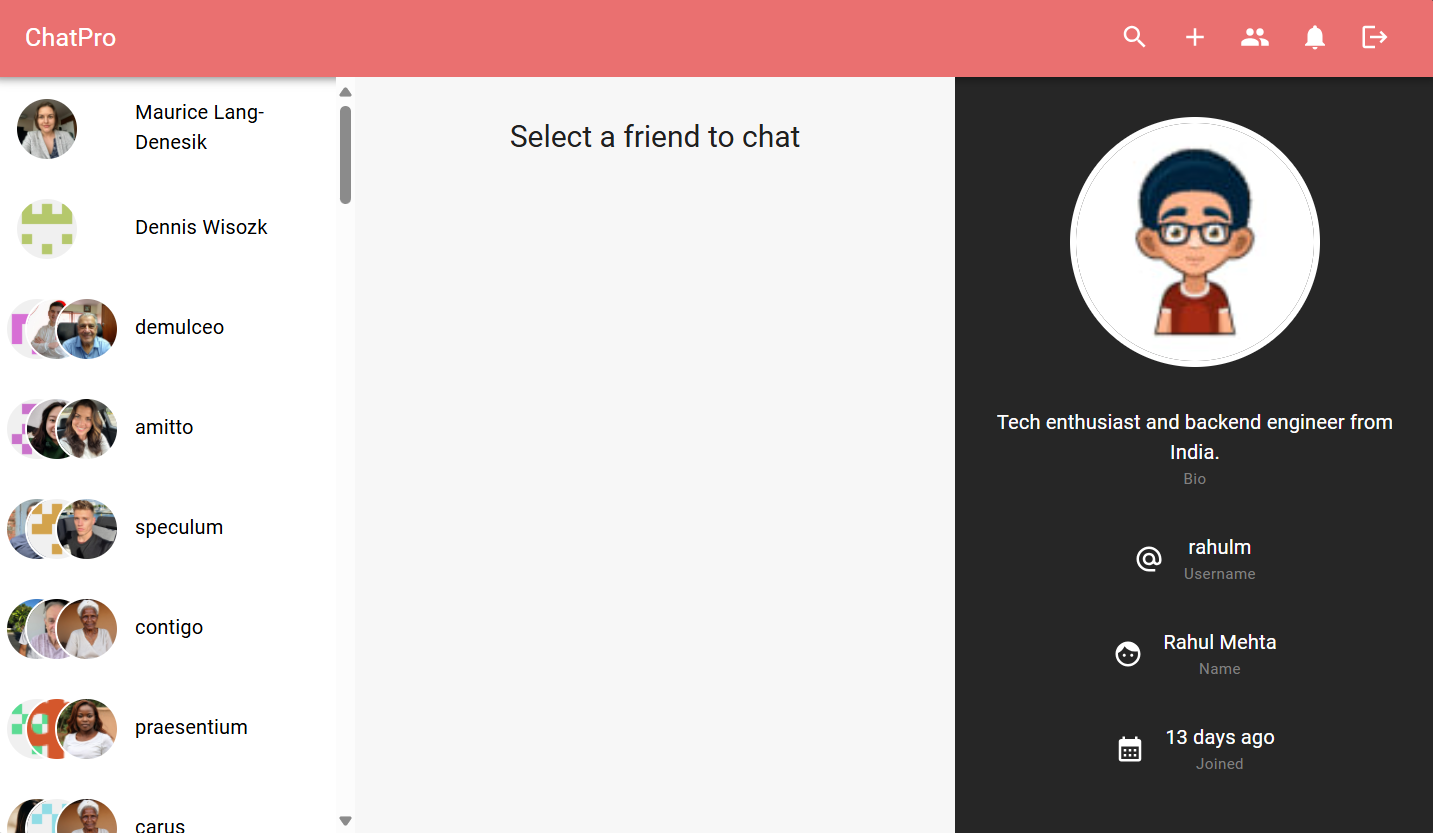 ChatPro
Maurice Lang-
Denesik
Dennis Wisozk
demulceo
amitto
speculum
contigo
praesentium
carus
Select a friend to chat
Tech enthusiast and backend engineer from
India.
Bio
rahulm
Username
Rahul Mehta
Name
13 days ago
Joined